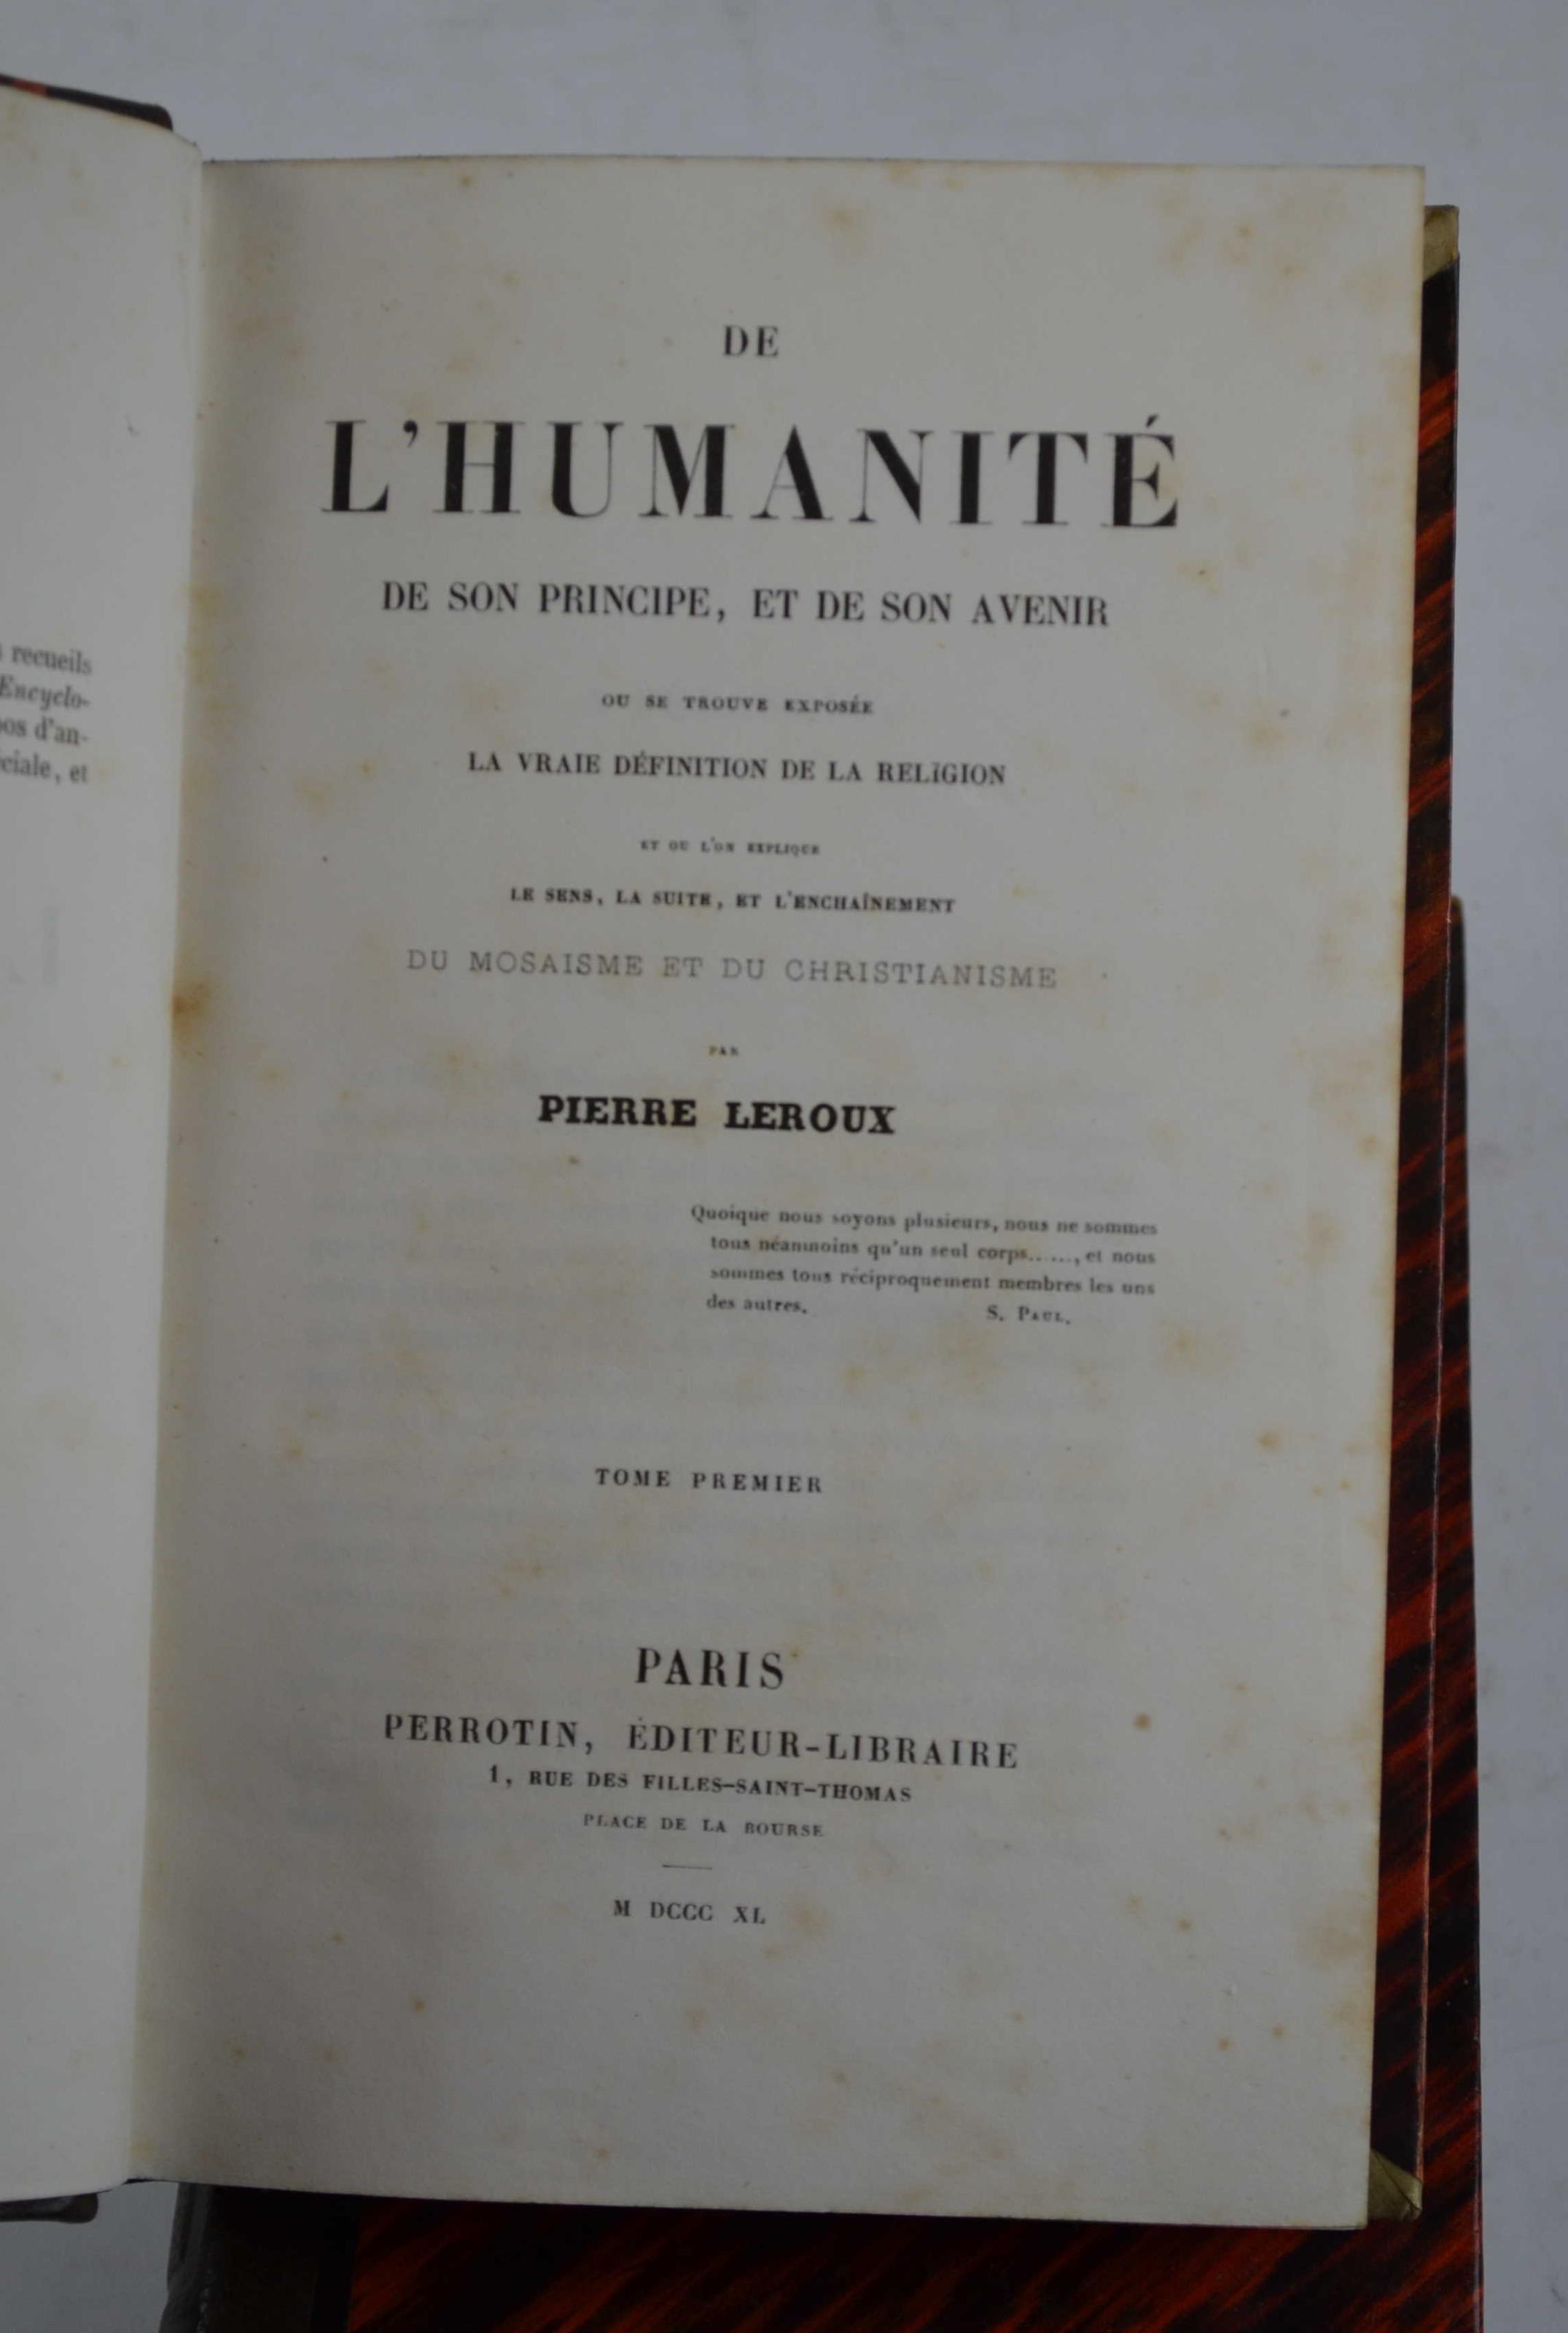 recueils
Encyclo-
d'an-
et
DE
L'HUMANITÉ
DE SON PRINCIPE, ET DE SON AVENIR
OU SE TROUVE EXPOSÉE
LA VRAIE DÉFINITION DE LA RELIGION
ET OU L'ON EXPLIQUE
LE SENS, LA SUITE, ET L'ENCHAÎNEMENT
DU MOSAISME ET DU CHRISTIANISME
PAR
PIERRE LEROUX
Quoique nous soyons plusieurs, nous ne sommes
tous néanmoins qu'un seul corps......, et nous
sommes tous réciproquement membres les uns
des autres. S. PAUL.
TOME PREMIER
PARIS
PERROTIN, ÉDITEUR-LIBRAIRE
1, RUE DES FILLES-SAINT-THOMAS
PLACE DE LA BOURSE
M DCCC XL